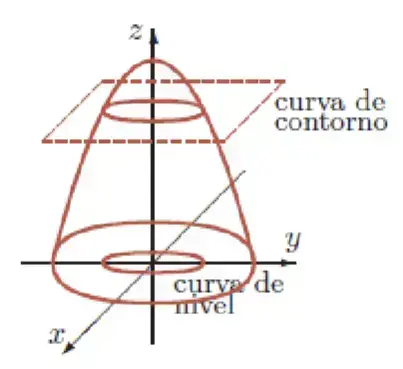 z
curva de
contorno
y
curva de
nivel
x